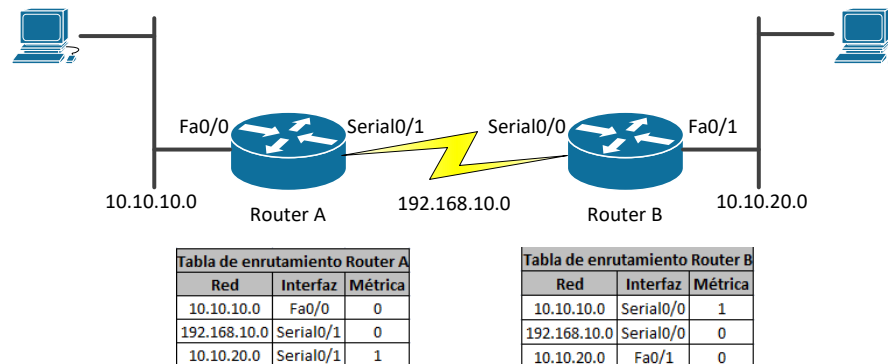 Fa0/0 Serial0/1 Serial0/0 Fa0/1
10.10.10.0 Router A 192.168.10.0 Router B 10.10.20.0
Tabla de enrutamiento Router A
Red Interfaz Métrica
10.10.10.0 Fa0/0 0
192.168.10.0 Serial0/1 0
10.10.20.0 Serial0/1 1
Tabla de enrutamiento Router B
Red Interfaz Métrica
10.10.10.0 Serial0/0 1
192.168.10.0 Serial0/0 0
10.10.20.0 Fa0/1 0